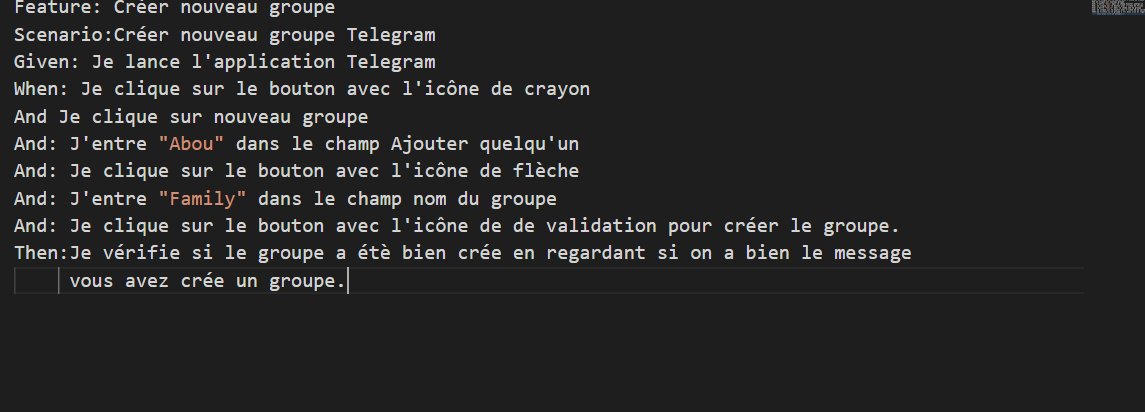 Feature: Créer nouveau groupe
Scenario:Créer nouveau groupe Telegram
Given: Je lance l'application Telegram
When: Je clique sur le bouton avec l'icône de crayon
And Je clique sur nouveau groupe
And: J'entre "Abou" dans le champ Ajouter quelqu'un
And: Je clique sur le bouton avec l'icône de flèche
And: J'entre "Family" dans le champ nom du groupe
And: Je clique sur le bouton avec l'icône de de validation pour créer le groupe.
Then:Je vérifie si le groupe a étè bien crée en regardant si on a bien le message
vous avez crée un groupe.